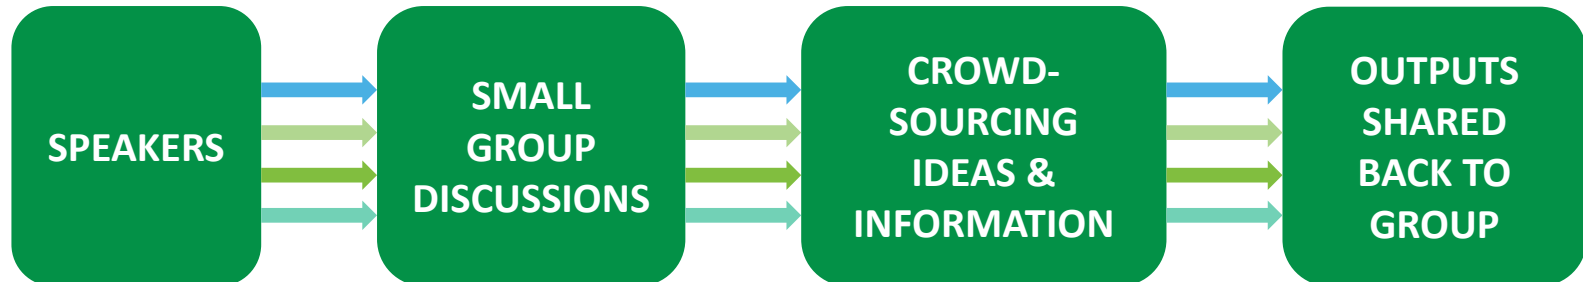 SPEAKERS
SMALL
GROUP
DISCUSSIONS
CROWD-
SOURCING
IDEAS &
INFORMATION
OUTPUTS
SHARED
BACK TO
GROUP